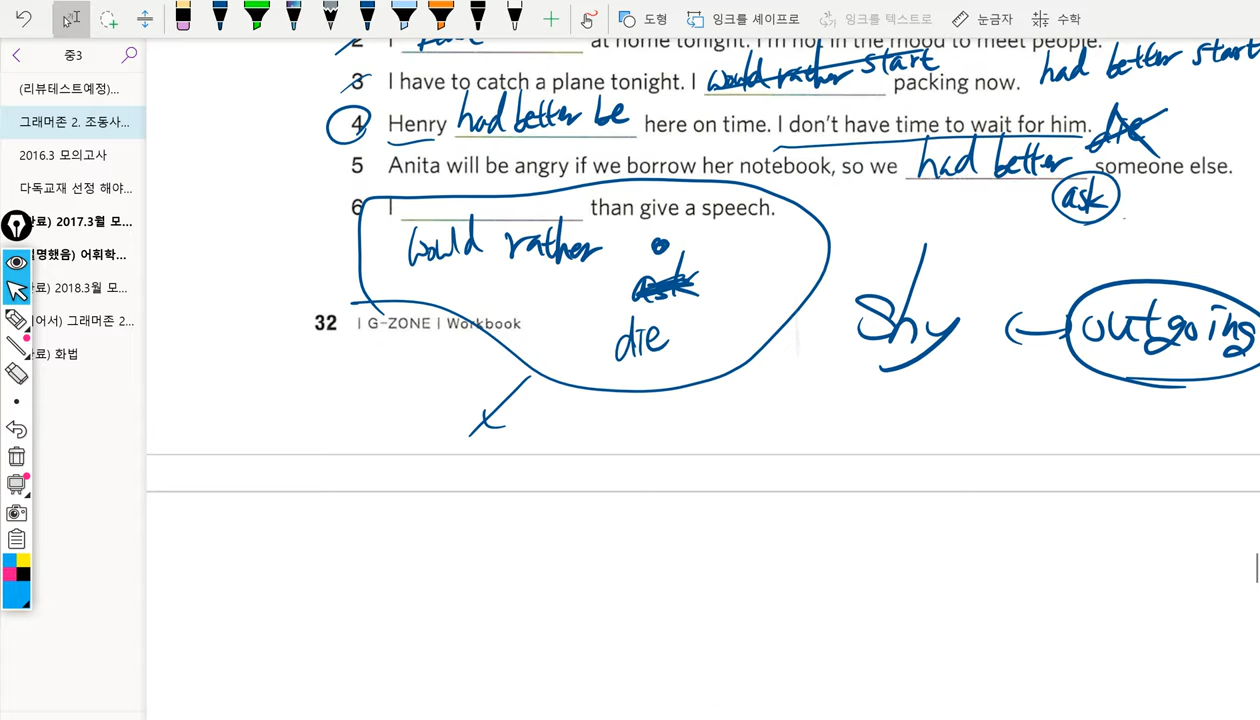 도형 잉크를 셰이프로 잉크를 텍스트로 눈금자 수학
중3
(리뷰테스트예정)...
그래머존 2. 조동사...
2016.3 모의고사
다독교재 선정 해야...
란료) 2017.3월 모...
설명했음) 어휘학...
료) 2018.3월 모...
어서) 그래머존 2...
료) 화법
2 I at home tonight. I'm not in the mood to meet people.
3 I have to catch a plane tonight. I would rather start packing now. had better start
4 Henry had better be here on time. I don't have time to wait for him. die
5 Anita will be angry if we borrow her notebook, so we had better someone else.
ask
6 I than give a speech.
would rather
ask
die
shy outgoing
32 | G-ZONE | Workbook